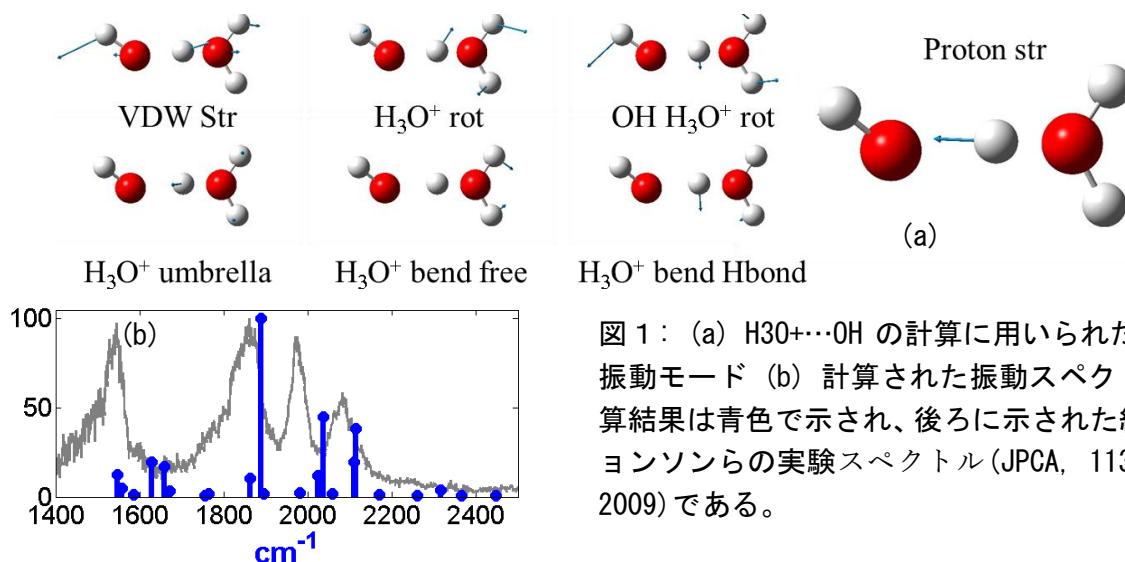 VDW Str
H₃O⁺ rot
OH H₃O⁺ rot
Proton str
H₃O⁺ umbrella
H₃O⁺ bend free
H₃O⁺ bend Hbond
(a)
100
50
0
(b)
1400 1600 1800 2000 2200 2400
cm⁻¹
図1: (a) H3O+…OH の計算に用いられた
振動モード (b) 計算された振動スペク
算結果は青色で示され、後ろに示された
ョンソンらの実験スペクトル(JPCA, 113
2009)である。